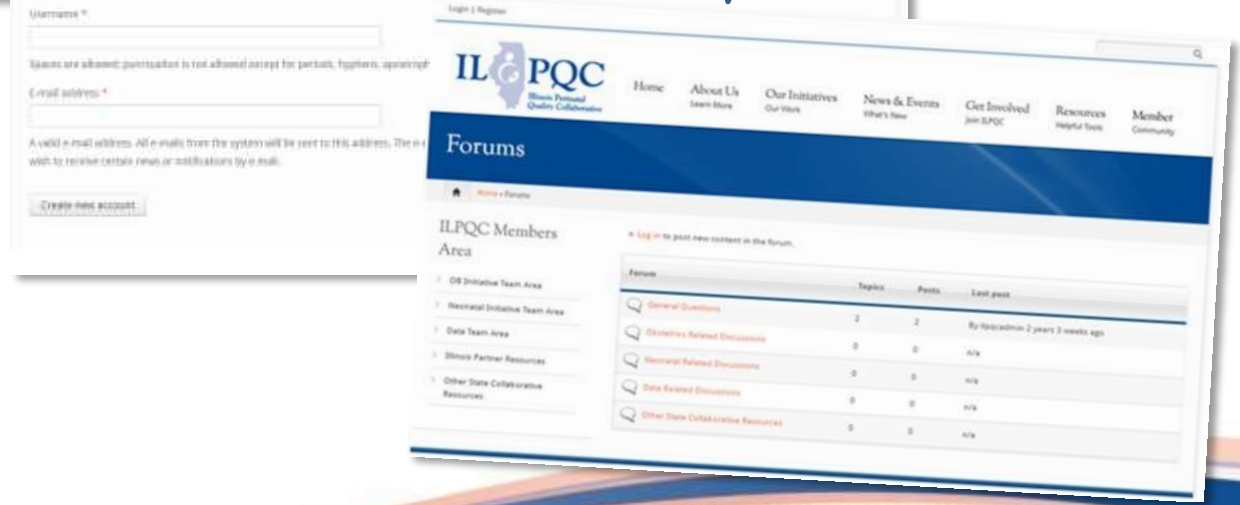 Username *
Spaces are allowed; punctuation is not allowed except for periods, hyphens,
E-mail address *
A valid e-mail address. All e-mails from the system will be sent to this address. The
wish to receive certain news or notifications by e-mail.
Create new account
Login | Register
ILPQC
Illinois Perinatal
Quality Collaborative
Home
About Us
Learn More
Our Initiatives
Our Work
News & Events
What's New
Get Involved
Join ILPQC
Resources
Helpful Tools
Member
Community
Forums
Home » Forums
ILPQC Members
Area
OB Initiative Team Area
Neonatal Initiative Team Area
Data Team Area
Illinois Partner Resources
Other State Collaborative
Resources
Log in to post new content in the forum.
Forum Topics Posts Last post
General Questions 2 2 By ilpqcadmin 2 years 3 weeks ago
Obstetrics Related Discussions 0 0 n/a
Neonatal Related Discussions 0 0 n/a
Data Related Discussions 0 0 n/a
Other State Collaborative Resources 0 0 n/a